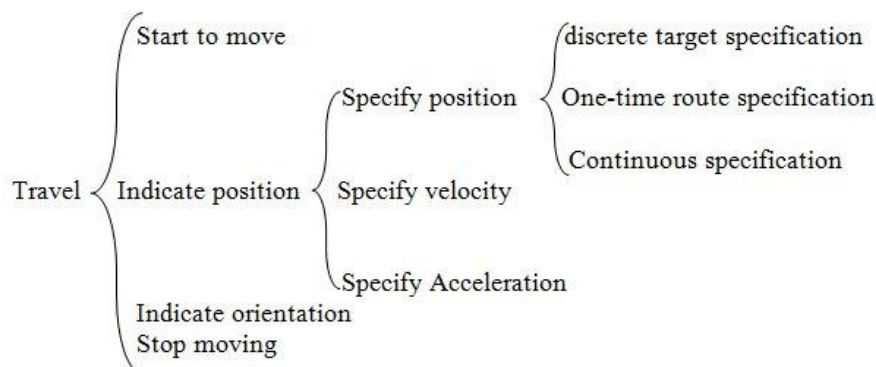 Start to move
discrete target specification
Specify position
One-time route specification
Continuous specification
Travel
Indicate position
Specify velocity
Specify Acceleration
Indicate orientation
Stop moving